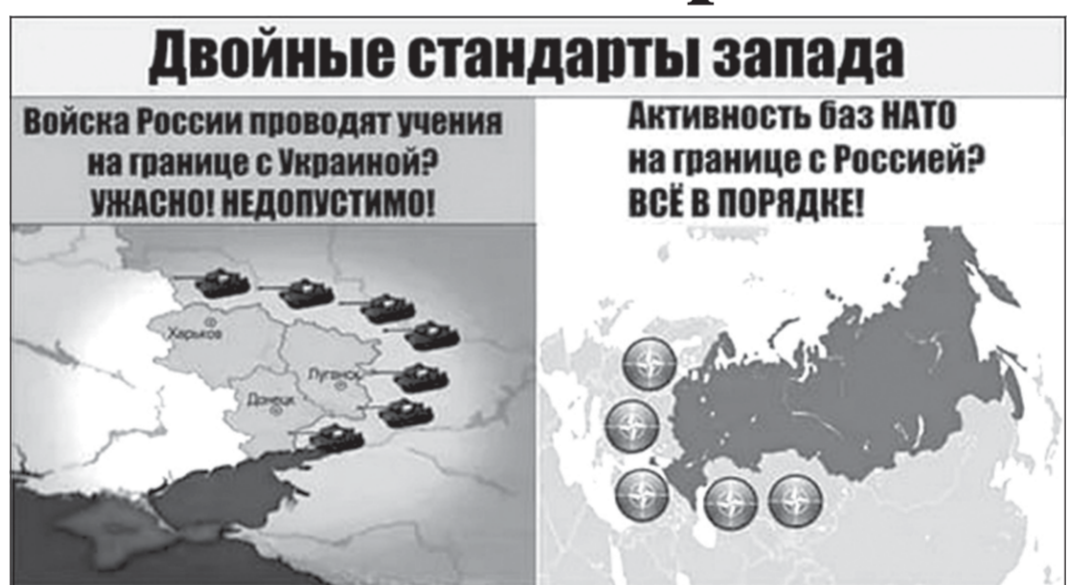 Двойные стандарты запада
Войска России проводят учения
на границе с Украиной?
УЖАСНО! НЕДОПУСТИМО!
Активность баз НАТО
на границе с Россией?
ВСЁ В ПОРЯДКЕ!
Харьков
Луганск
Донецк